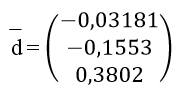 d̅ = (−0,03181
−0,1553
0,3802)